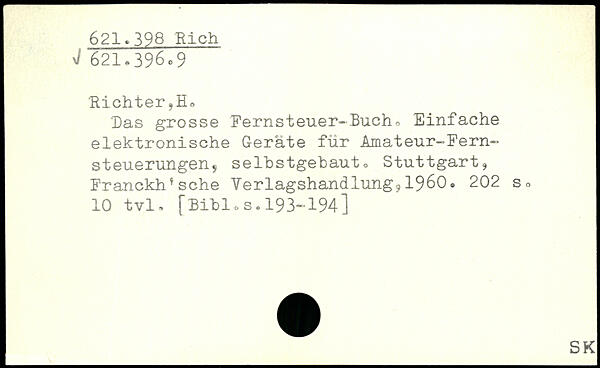 621.398 Rich
√ 621.396.9
Richter,H.
Das grosse Fernsteuer-Buch. Einfache
elektronische Geräte für Amateur-Fern-
steuerungen, selbstgebaut. Stuttgart,
Franckh'sche Verlagshandlung,1960. 202 s.
10 tvl. [Bibl.s.193-194]
SK